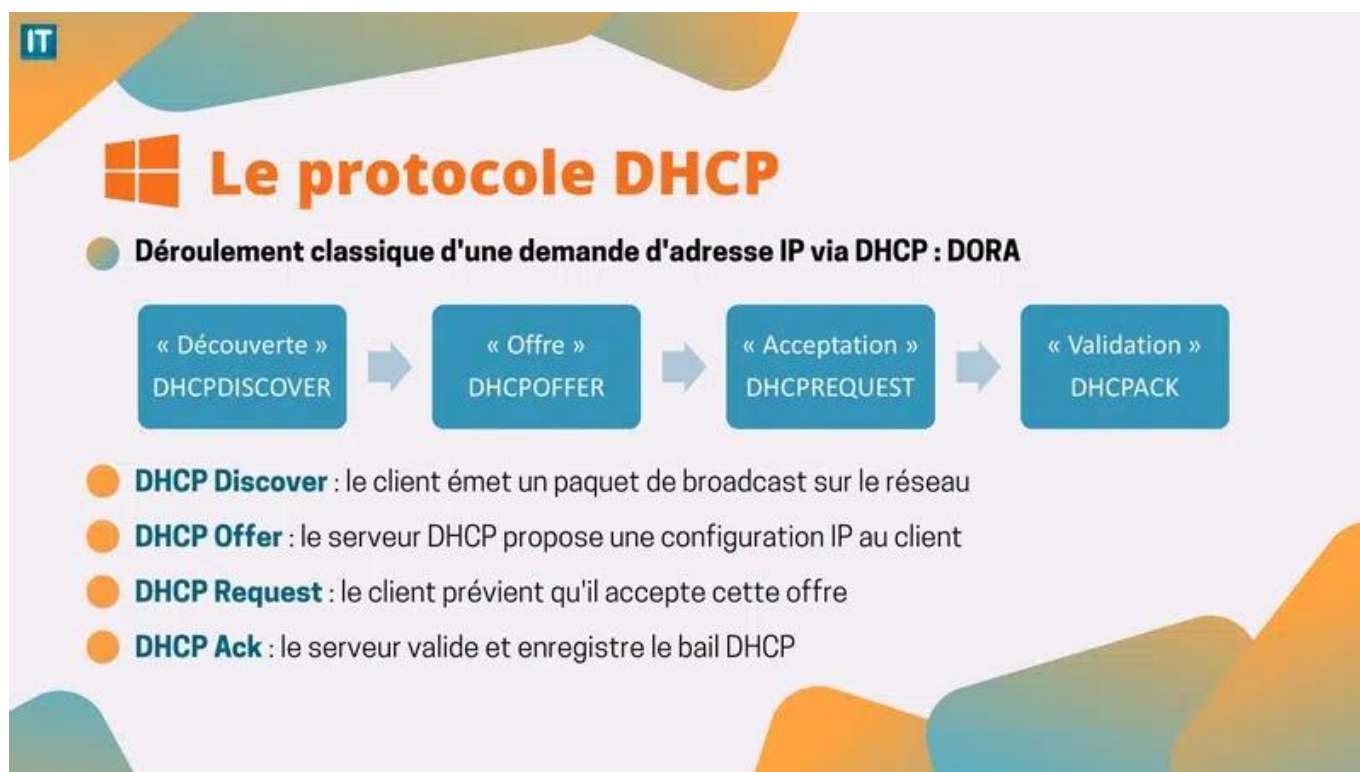 IT
Le protocole DHCP
Déroulement classique d'une demande d'adresse IP via DHCP : DORA
« Découverte »
DHCPDISCOVER
« Offre »
DHCPOFFER
« Acceptation »
DHCPREQUEST
« Validation »
DHCPACK
DHCP Discover : le client émet un paquet de broadcast sur le réseau
DHCP Offer : le serveur DHCP propose une configuration IP au client
DHCP Request : le client prévient qu'il accepte cette offre
DHCP Ack : le serveur valide et enregistre le bail DHCP